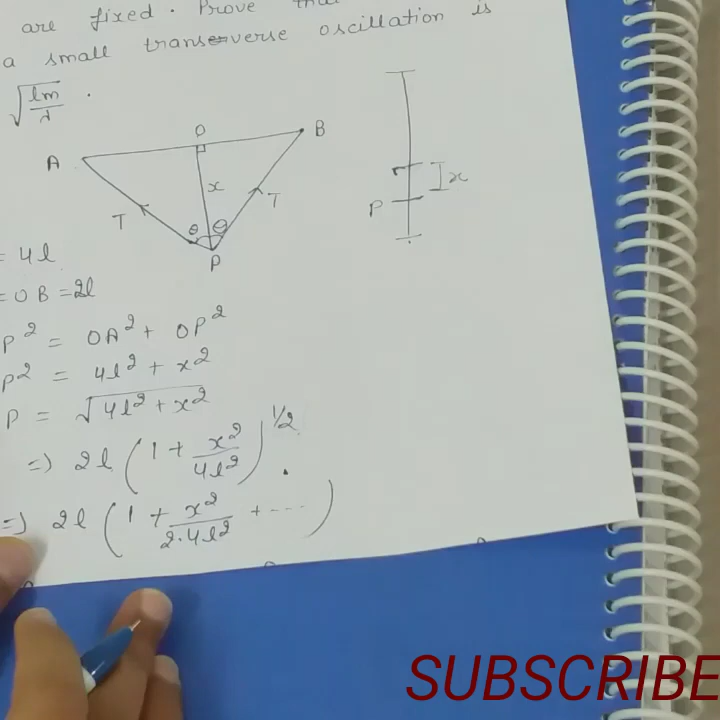 are fixed. Prove
a small transverse oscillation is
√(lm/λ) .
O
B
A
x
T
T
θ θ
P
x
P
= 4l
= OB = 2l
P² = OA² + OP²
P² = 4l² + x²
P = √(4l² + x²)
=) 2l (1 + x²/4l²)^1/2
=) 2l (1 + x²/2·4l² + ---)
SUBSCRIBE